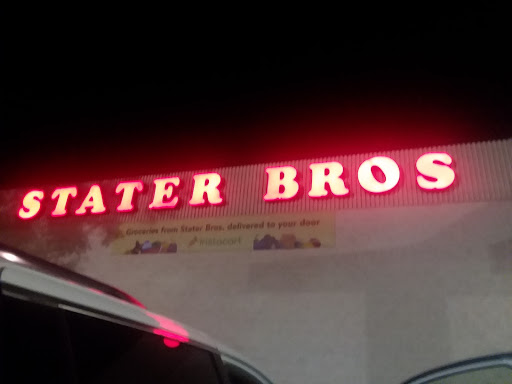 STATER BROS
Groceries from Stater Bros. delivered to your door
instacart